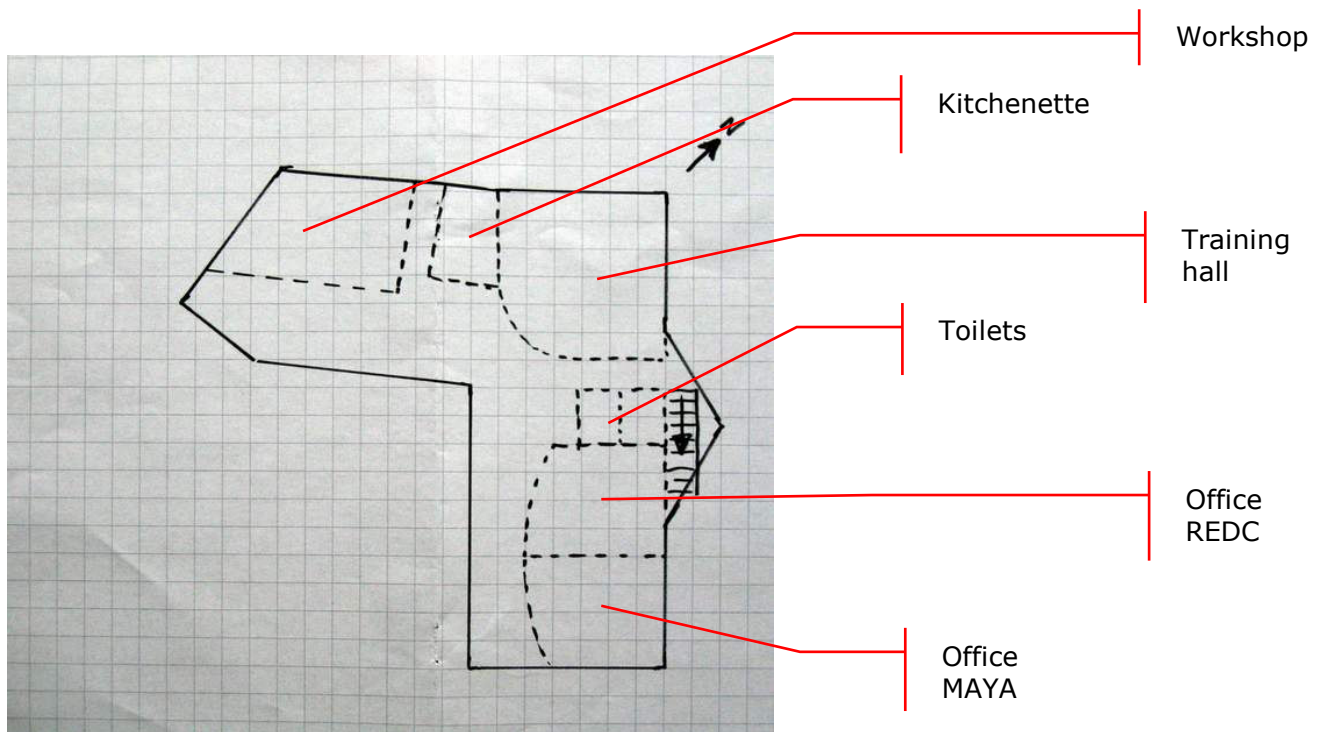 Workshop
Kitchenette
N
Training
hall
Toilets
Office
REDC
Office
MAYA